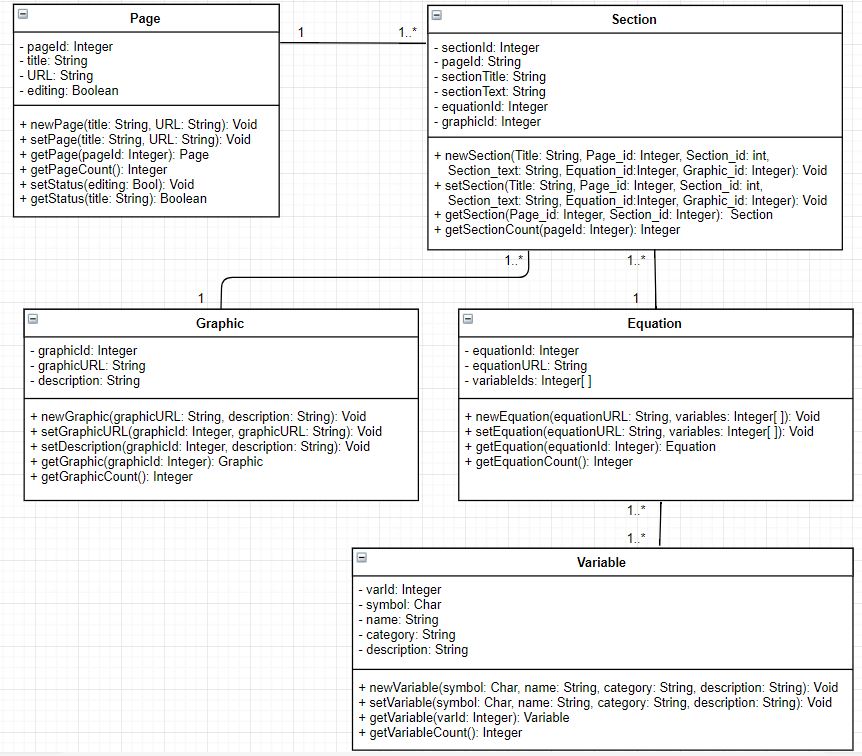 Page
- pageId: Integer
- title: String
- URL: String
- editing: Boolean
+ newPage(title: String, URL: String): Void
+ setPage(title: String, URL: String): Void
+ getPage(pageId: Integer): Page
+ getPageCount(): Integer
+ setStatus(editing: Bool): Void
+ getStatus(title: String): Boolean
1
1..*
Section
- sectionId: Integer
- pageId: String
- sectionTitle: String
- sectionText: String
- equationId: Integer
- graphicId: Integer
+ newSection(Title: String, Page_id: Integer, Section_id: int,
Section_text: String, Equation_id: Integer, Graphic_id: Integer): Void
+ setSection(Title: String, Page_id: Integer, Section_id: int,
Section_text: String, Equation_id:Integer, Graphic_id: Integer): Void
+ getSection(Page_id: Integer, Section_id: Integer): Section
+ getSectionCount(pageId: Integer): Integer
1..*
1..*
1
1
Graphic
- graphicId: Integer
- graphicURL: String
- description: String
+ newGraphic(graphicURL: String, description: String): Void
+ setGraphicURL(graphicId: Integer, graphicURL: String): Void
+ setDescription(graphicId: Integer, description: String): Void
+ getGraphic(graphicId: Integer): Graphic
+ getGraphicCount(): Integer
Equation
- equationId: Integer
- equationURL: String
- variableIds: Integer[ ]
+ newEquation(equationURL: String, variables: Integer[ ]): Void
+ setEquation(equationURL: String, variables: Integer[ ]): Void
+ getEquation(equationId: Integer): Equation
+ getEquationCount(): Integer
1..*
1..*
Variable
- varId: Integer
- symbol: Char
- name: String
- category: String
- description: String
+ newVariable(symbol: Char, name: String, category: String, description: String): Void
+ setVariable(symbol: Char, name: String, category: String, description: String): Void
+ getVariable(varId: Integer): Variable
+ getVariableCount(): Integer